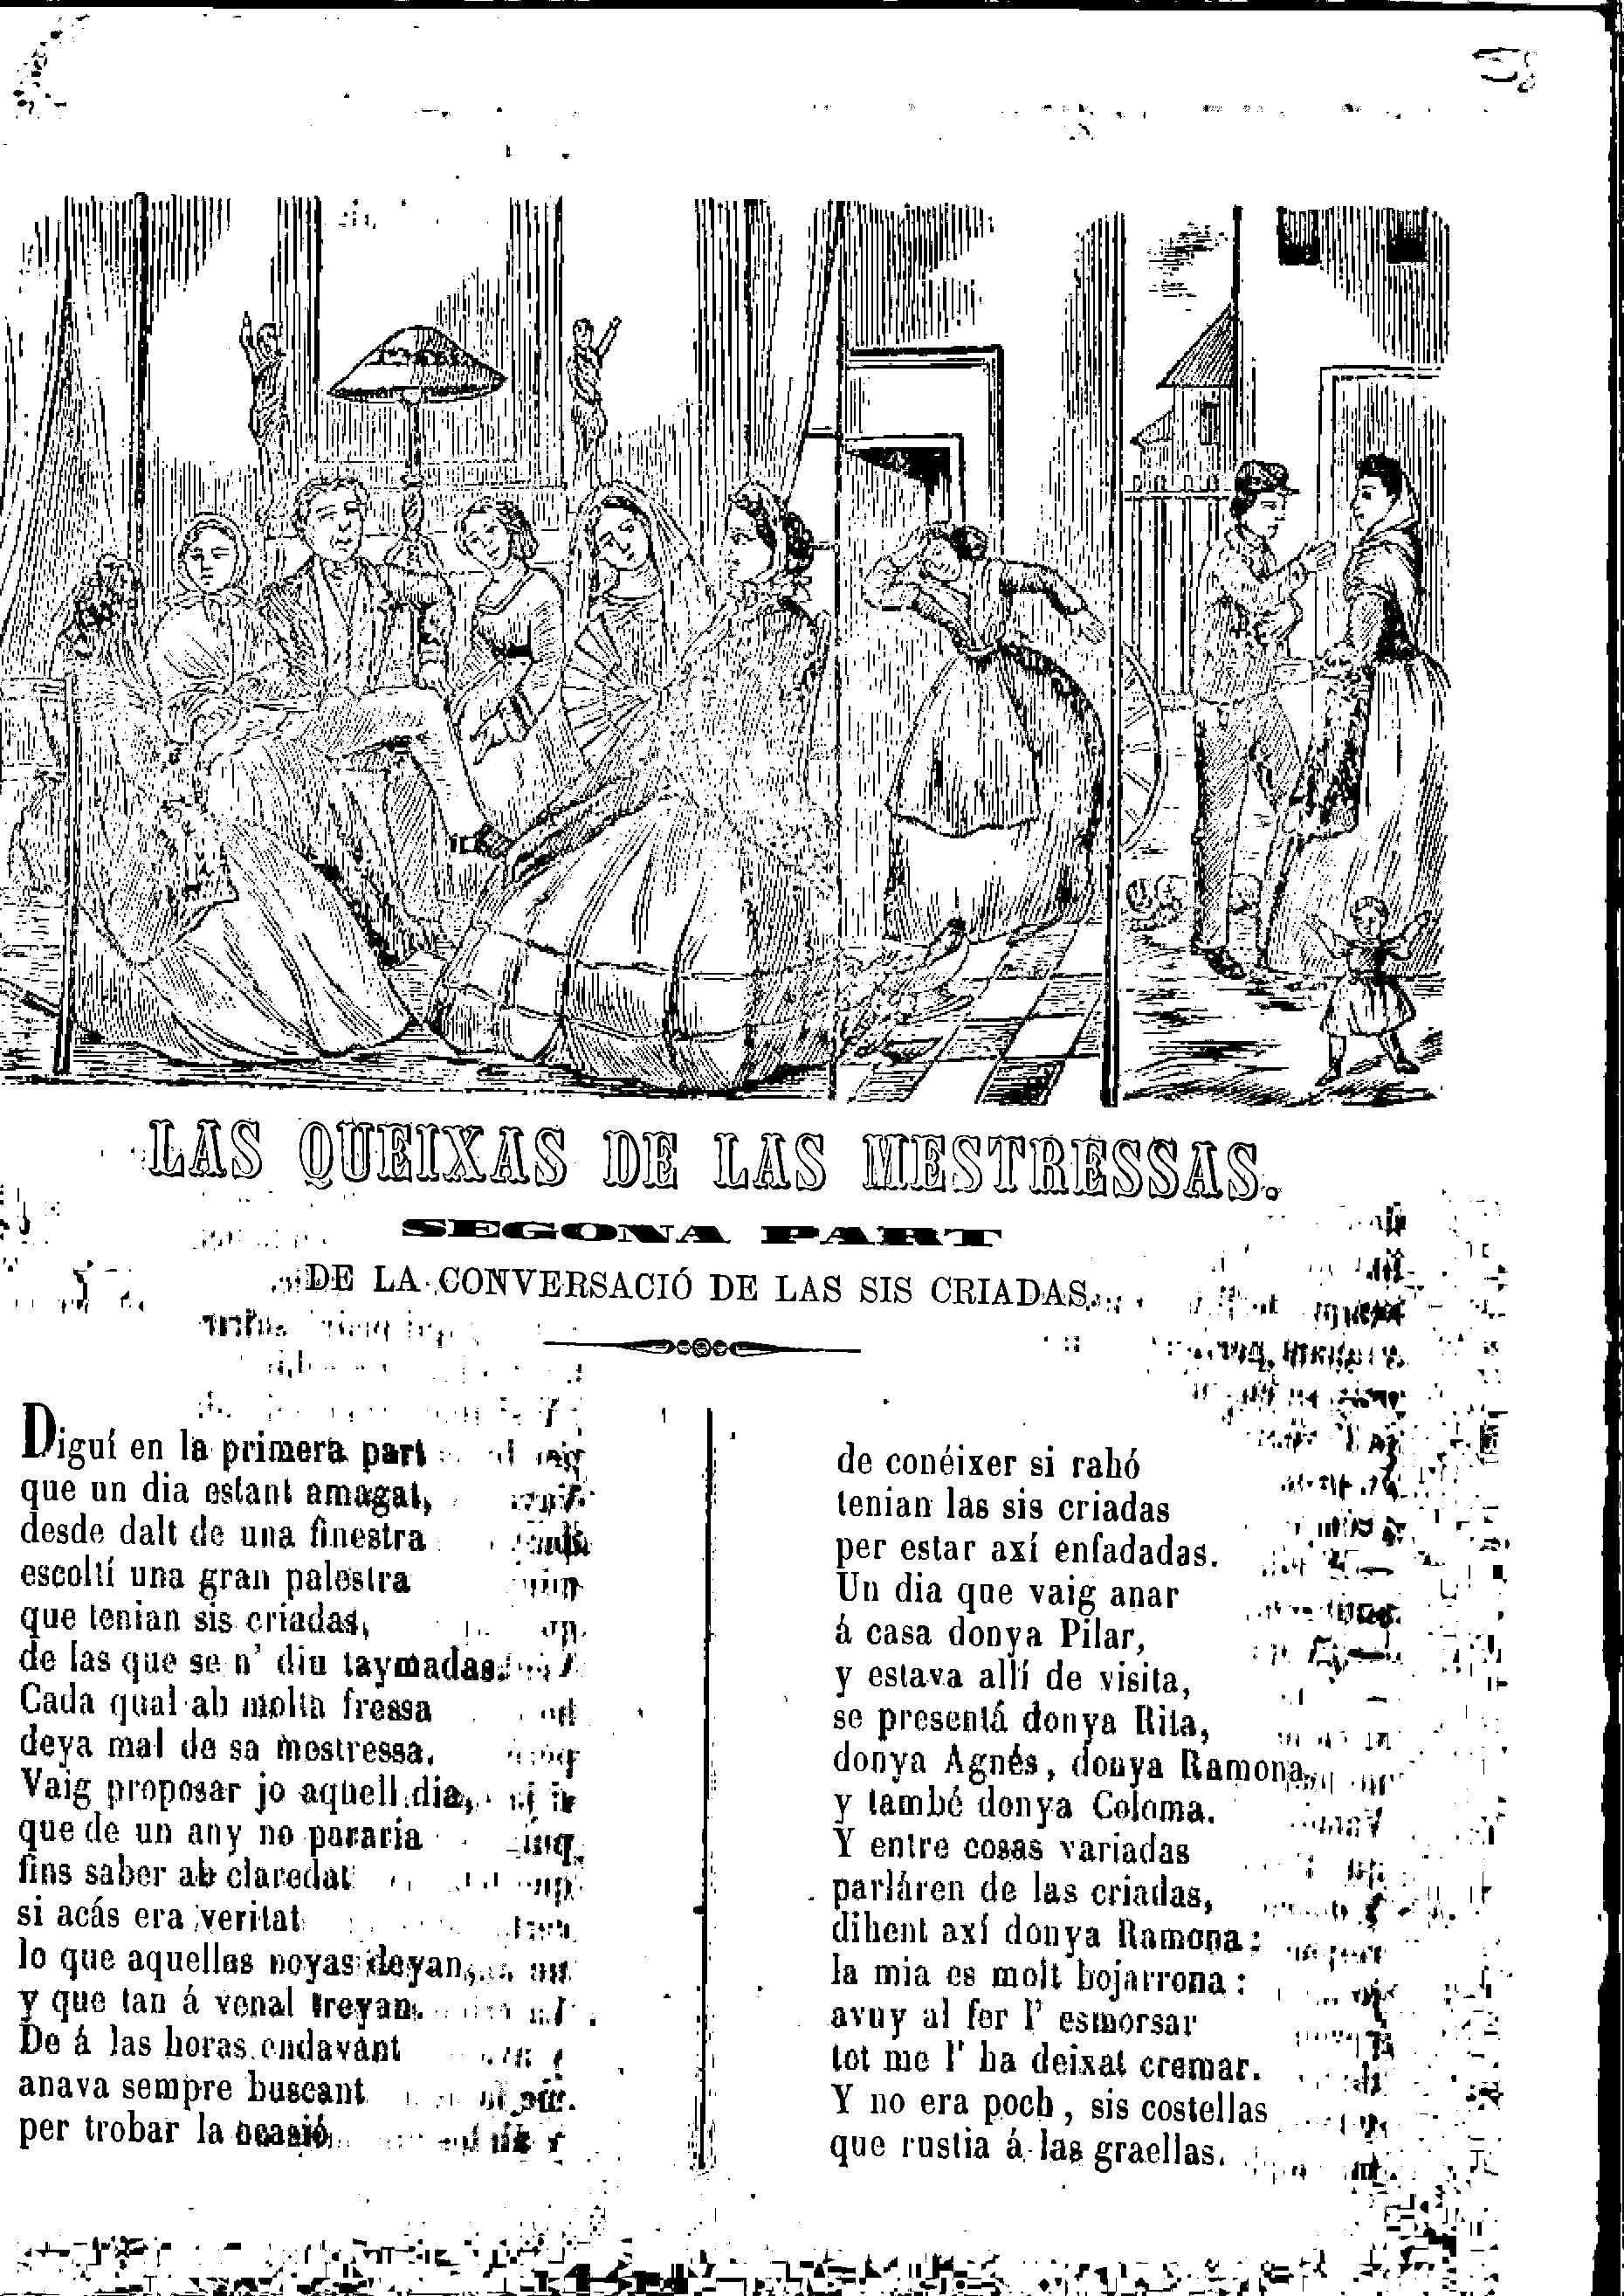 LAS QUEIXAS DE LAS MESTRESSAS.
SEGONA PART
DE LA CONVERSACIÓ DE LAS SIS CRIADAS.
Diguí en la primera part
que un dia estant amagat,
desde dalt de una finestra
escoltí una gran palestra
que tenian sis criadas,
de las que se n' diu taymadas.
Cada qual ab molta fressa
deya mal de sa mestressa.
Vaig proposar jo aquell dia,
que de un any no pararia
fins saber ab claredat
si acás era veritat
lo que aquellas noyas deyan,
y que tan á venal treyan.
De á las horas endavant
anava sempre buscant
per trobar la ocasió
de conéixer si rahó
tenian las sis criadas
per estar axí enfadadas.
Un dia que vaig anar
á casa donya Pilar,
y estava allí de visita,
se presentá donya Rita,
donya Agnés, donya Ramona,
y també donya Coloma.
Y entre cosas variadas
parláren de las criadas,
dihent axí donya Ramona:
la mia es molt bojarrona:
avuy al fer l' esmorsar
tot me l' ha deixat cremar.
Y no era poch, sis costellas
que rustia á las graellas.